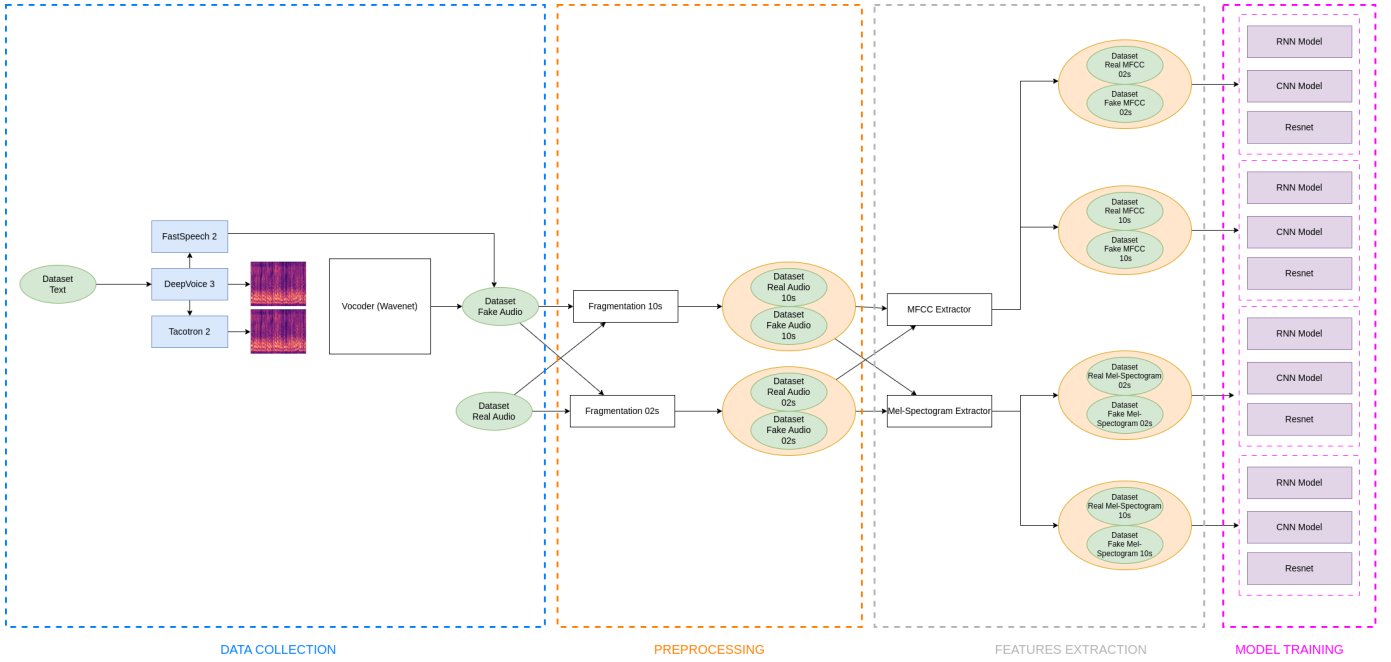 Dataset
Text
FastSpeech 2
DeepVoice 3
Tacotron 2
Vocoder (Wavenet)
Dataset
Fake Audio
Dataset
Real Audio
DATA COLLECTION
Fragmentation 10s
Fragmentation 02s
Dataset
Real Audio
10s
Dataset
Fake Audio
10s
Dataset
Real Audio
02s
Dataset
Fake Audio
02s
PREPROCESSING
MFCC Extractor
Mel-Spectogram Extractor
Dataset
Real MFCC
02s
Dataset
Fake MFCC
02s
Dataset
Real MFCC
10s
Dataset
Fake MFCC
10s
Dataset
Real Mel-Spectogram
02s
Dataset
Fake Mel-
Spectogram 02s
Dataset
Real Mel-Spectogram
10s
Dataset
Fake Mel-
Spectogram 10s
FEATURES EXTRACTION
RNN Model
CNN Model
Resnet
RNN Model
CNN Model
Resnet
RNN Model
CNN Model
Resnet
RNN Model
CNN Model
Resnet
MODEL TRAINING